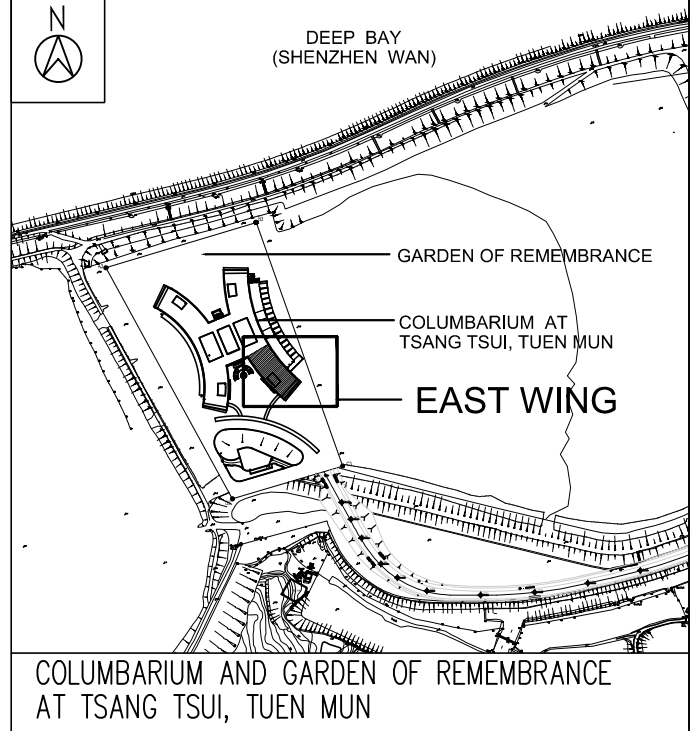 N
DEEP BAY
(SHENZHEN WAN)
GARDEN OF REMEMBRANCE
COLUMBARIUM AT
TSANG TSUI, TUEN MUN
EAST WING
COLUMBARIUM AND GARDEN OF REMEMBRANCE
AT TSANG TSUI, TUEN MUN